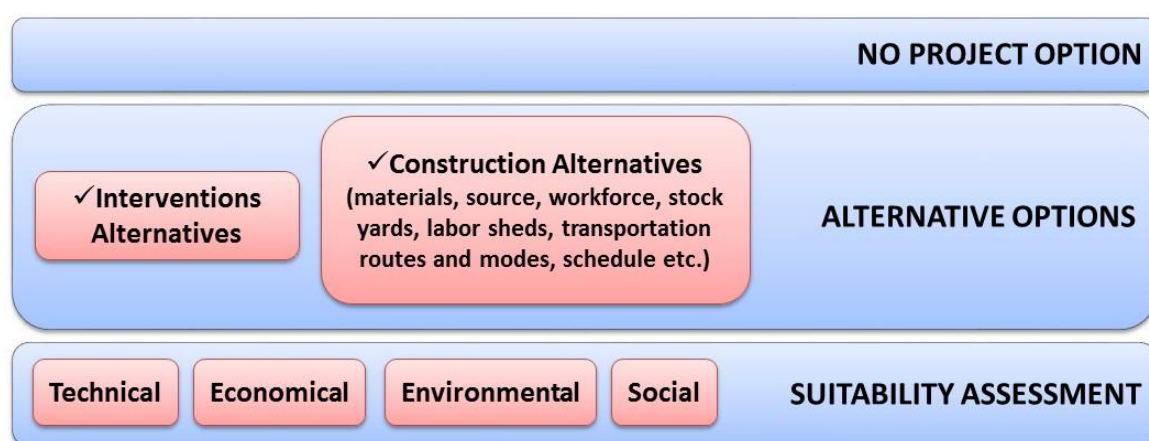 NO PROJECT OPTION
✓Interventions
Alternatives
✓Construction Alternatives
(materials, source, workforce, stock
yards, labor sheds, transportation
routes and modes, schedule etc.)
ALTERNATIVE OPTIONS
Technical
Economical
Environmental
Social
SUITABILITY ASSESSMENT